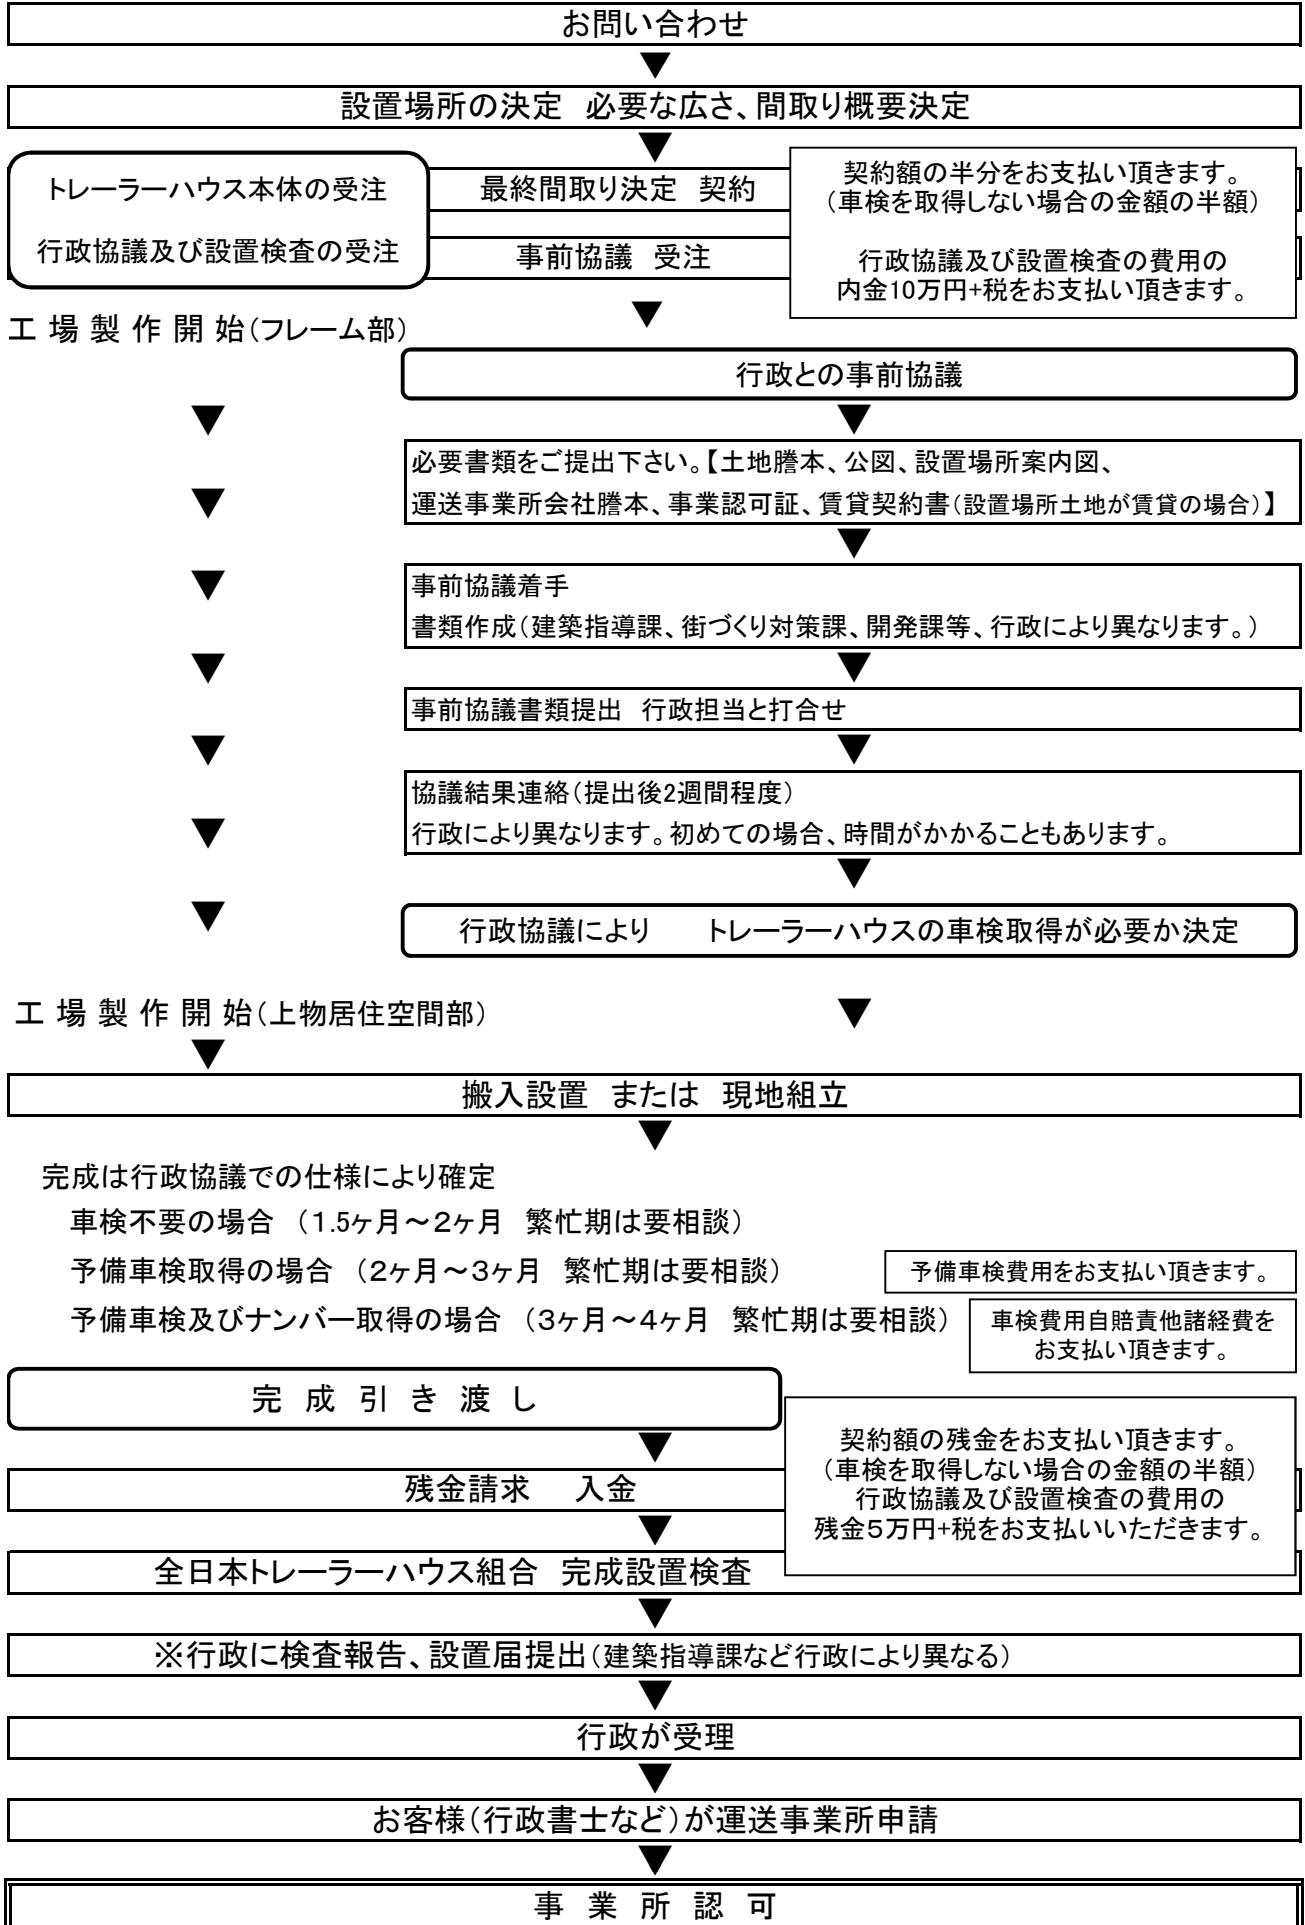 お問い合わせ
▼
設置場所の決定　必要な広さ、間取り概要決定
▼
トレーラーハウス本体の受注
行政協議及び設置検査の受注
最終間取り決定　契約
事前協議　受注
契約額の半分をお支払い頂きます。
（車検を取得しない場合の金額の半額）
行政協議及び設置検査の費用の
内金10万円+税をお支払い頂きます。
▼
工 場 製 作 開 始（フレーム部）
行政との事前協議
▼ ▼
必要書類をご提出下さい。【土地謄本、公図、設置場所案内図、
運送事業所会社謄本、事業認可証、賃貸契約書（設置場所土地が賃貸の場合）】
▼ ▼
事前協議着手
書類作成（建築指導課、街づくり対策課、開発課等、行政により異なります。）
▼ ▼
事前協議書類提出　行政担当と打合せ
▼ ▼
協議結果連絡（提出後2週間程度）
行政により異なります。初めての場合、時間がかかることもあります。
▼ ▼
行政協議により　　トレーラーハウスの車検取得が必要か決定
▼ ▼
工 場 製 作 開 始（上物居住空間部）
▼ ▼
搬入設置　または　現地組立
▼
完成は行政協議での仕様により確定
車検不要の場合　（１.５ヶ月～２ヶ月　繁忙期は要相談）
予備車検取得の場合　（２ヶ月～３ヶ月　繁忙期は要相談）
予備車検費用をお支払い頂きます。
予備車検及びナンバー取得の場合　（３ヶ月～４ヶ月　繁忙期は要相談）
車検費用自賠責他諸経費を
お支払い頂きます。
完 成 引 き 渡 し
▼
契約額の残金をお支払い頂きます。
（車検を取得しない場合の金額の半額）
行政協議及び設置検査の費用の
残金５万円+税をお支払いいただきます。
残金請求　入金
▼
全日本トレーラーハウス組合　完成設置検査
▼
※行政に検査報告、設置届提出（建築指導課など行政により異なる）
▼
行政が受理
▼
お客様（行政書士など）が運送事業所申請
▼
事 業 所 認 可